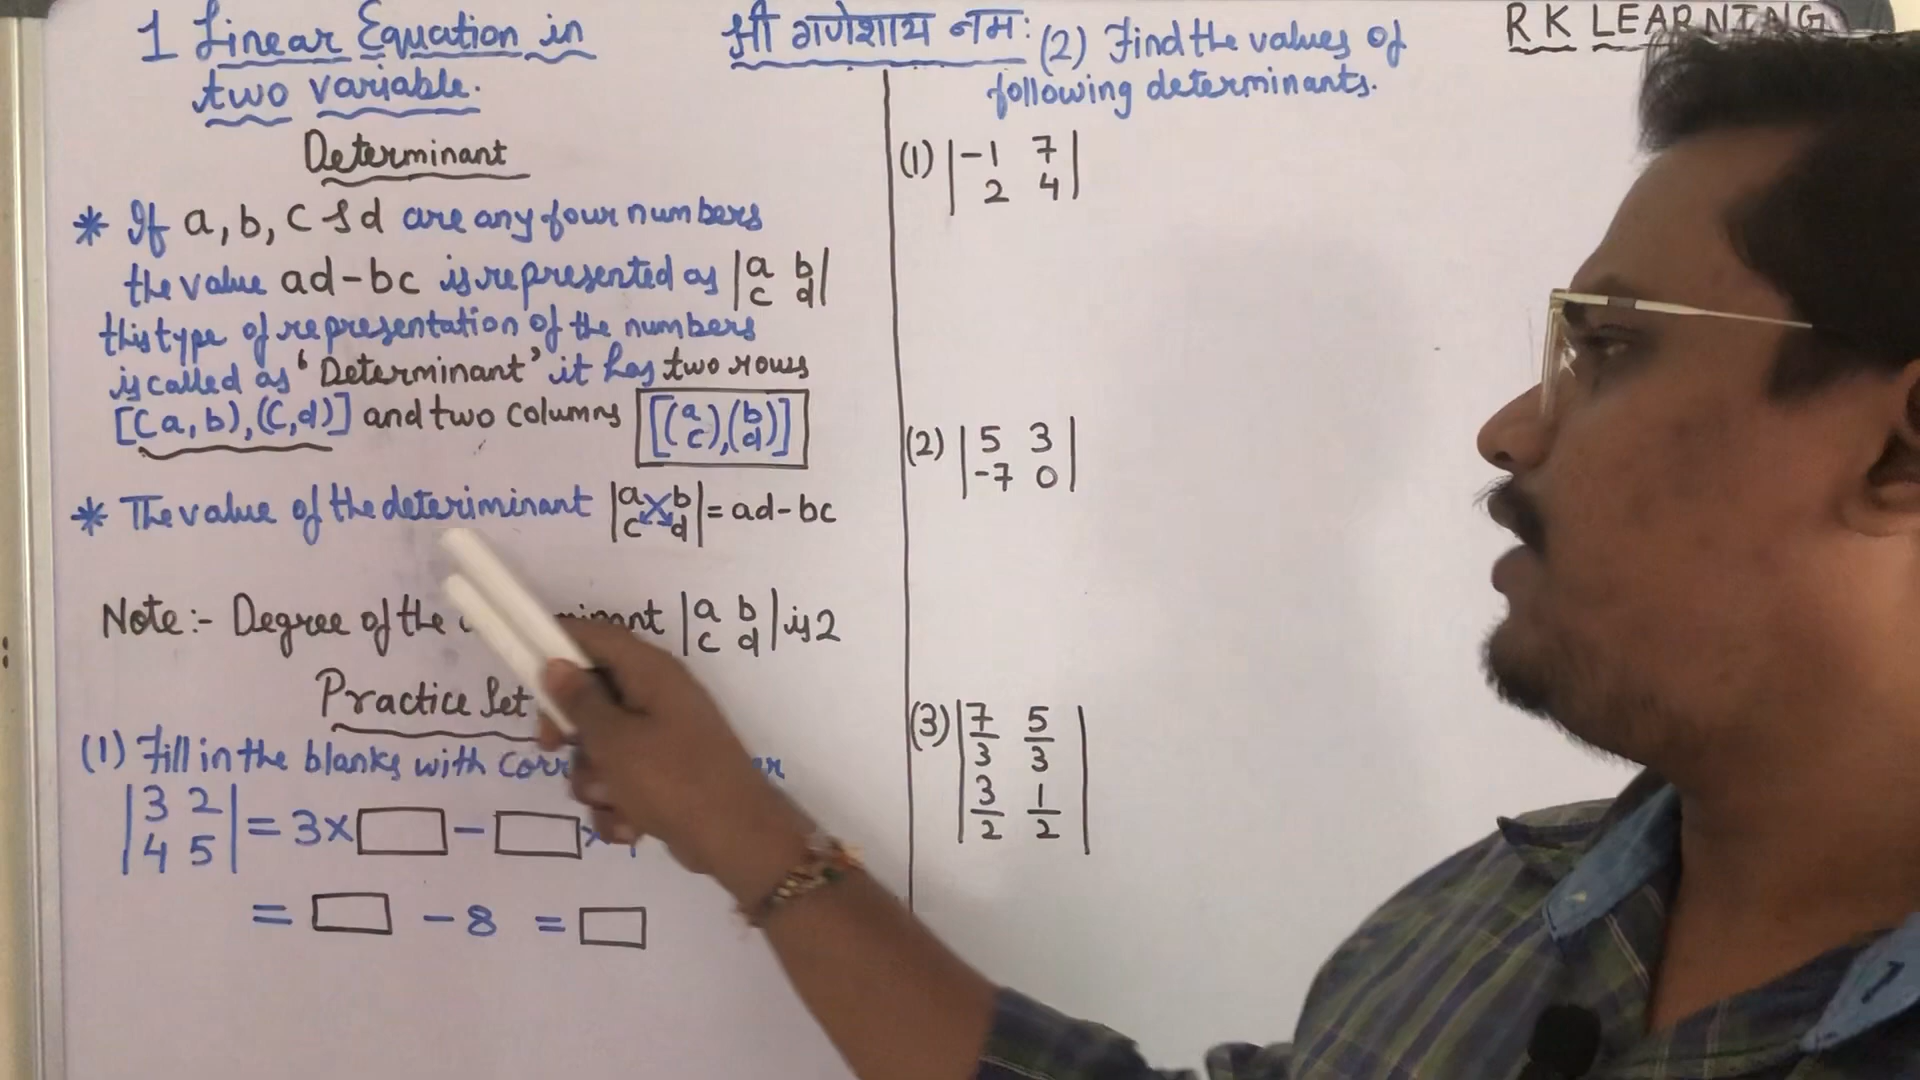 1 Linear Equation in
two variable.
Determinant
* If a, b, c & d are any four numbers
the value ad-bc is represented as |a b|
|c d|
this type of representation of the numbers
is called as 'Determinant' it has two rows
[(a,b),(c,d)] and two columns [(a c),(b d)]
* The value of the deteriminant |a b| = ad-bc
|c d|
Note:- Degree of the minant |a b| is 2
|c d|
Practice Set
(1) Fill in the blanks with
|3 2| = 3× □ - □ ×
|4 5|
= □ - 8 = □
श्री गणेशाय नमः
(2) Find the values of
following determinants.
(1) |-1 7|
|2 4|
(2) |5 3|
|-7 0|
(3) |7/3 5/3|
|3/2 1/2|
R K LEARNING